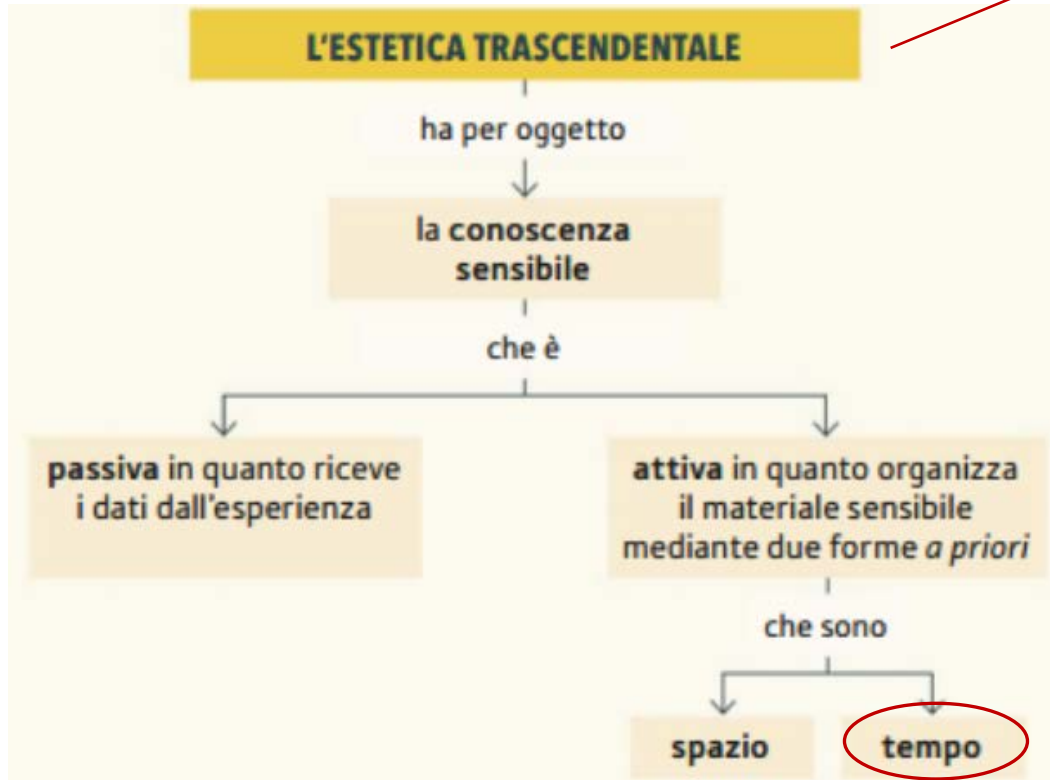 L'ESTETICA TRASCENDENTALE
ha per oggetto
la conoscenza
sensibile
che è
passiva in quanto riceve
i dati dall'esperienza
attiva in quanto organizza
il materiale sensibile
mediante due forme a priori
che sono
spazio
tempo